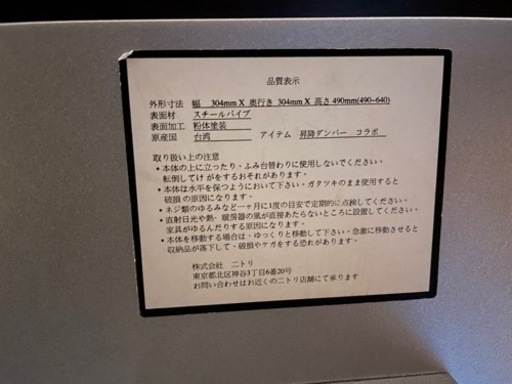 品質表示
外形寸法 幅 304mm X 奥行き 304mm X 高さ 490mm(490~640)
表面材 スチールパイプ
表面加工 粉体塗装
原産国 台湾 アイテム 昇降ダンパー コラボ
取り扱い上の注意
・本体の上に立ったり、ふみ台替わりに使用しないでください。
転倒してけがをするおそれがあります。
・本体は水平を保つようにおいて下さい。ガタツキのまま使用すると
破損の原因になります。
・ネジ類のゆるみなど一ヶ月に1度の目安で定期的に点検してください。
・直射日光や熱・暖房器の風が直接あたらないところに設置してください。
家具がゆるんだりする原因になります。
・本体を移動する場合は、ゆっくりと移動して下さい。急激に移動させると
収納品が落下して、破損やケガをする恐れがあります。
株式会社 ニトリ
東京都北区神谷3丁目6番20号
お問い合わせはお近くのニトリ店舗にて承ります